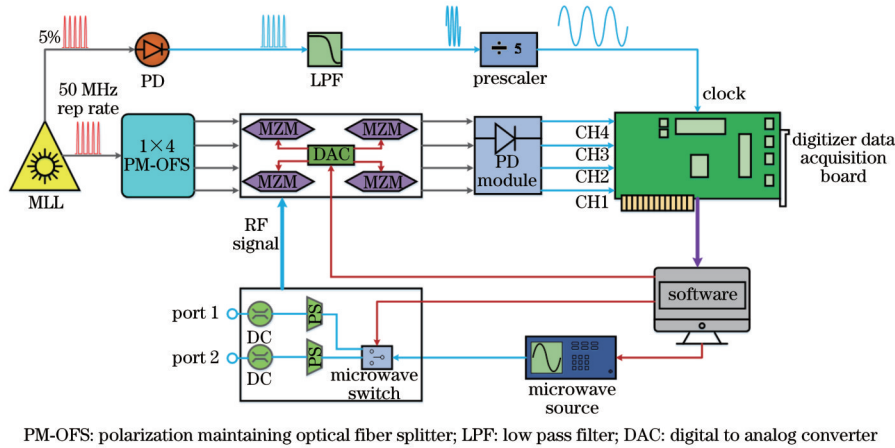 5%
PD
LPF
÷ 5
prescaler
clock
50 MHz
rep rate
MLL
1×4
PM-OFS
MZM
MZM
DAC
MZM
MZM
PD
module
CH4
CH3
CH2
CH1
digitizer data
acquisition
board
RF
signal
software
port 1
DC
PS
port 2
DC
PS
microwave
switch
microwave
source
PM-OFS: polarization maintaining optical fiber splitter; LPF: low pass filter; DAC: digital to analog converter